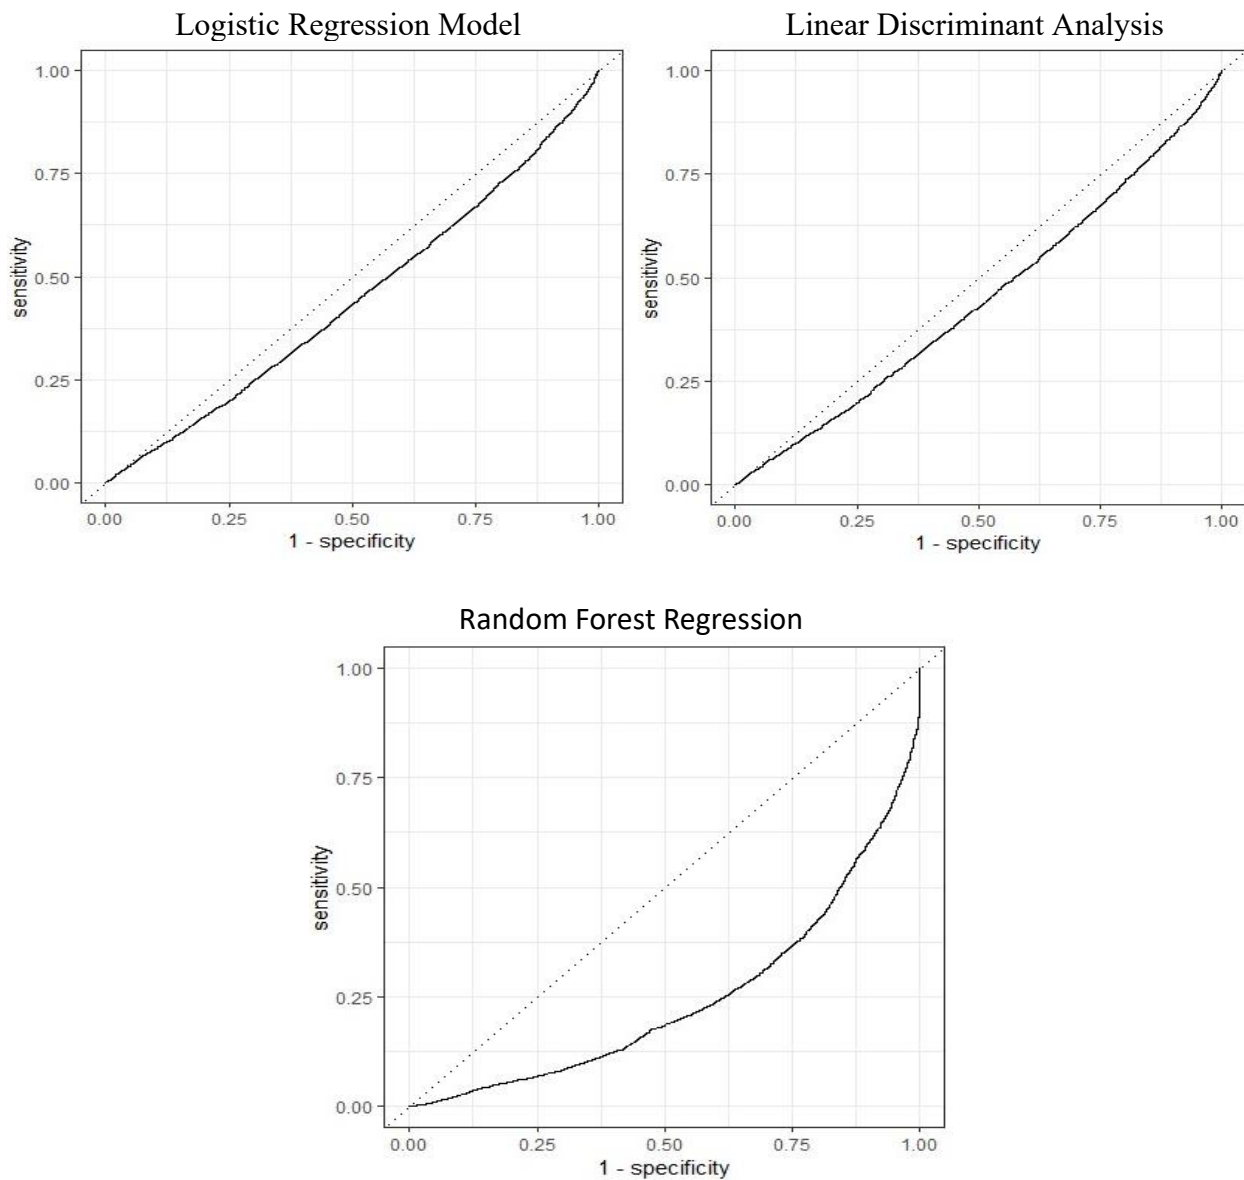 Logistic Regression Model
1.00
0.75
sensitivity
0.50
0.25
0.00
0.00 0.25 0.50 0.75 1.00
1 - specificity
Linear Discriminant Analysis
1.00
0.75
sensitivity
0.50
0.25
0.00
0.00 0.25 0.50 0.75 1.00
1 - specificity
Random Forest Regression
1.00
0.75
sensitivity
0.50
0.25
0.00
0.00 0.25 0.50 0.75 1.00
1 - specificity